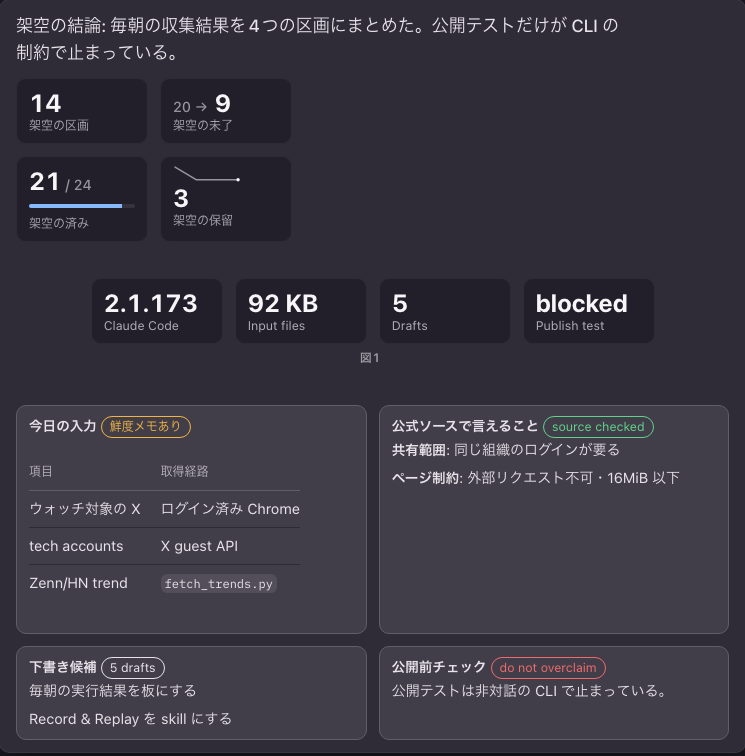 架空の結論: 毎朝の収集結果を4つの区画にまとめた。公開テストだけが CLI の
制約で止まっている。
14
架空の区画
20 → 9
架空の未了
21 / 24
架空の済み
3
架空の保留
2.1.173
Claude Code
92 KB
Input files
5
Drafts
blocked
Publish test
図1
今日の入力 鮮度メモあり
項目 取得経路
ウォッチ対象の X ログイン済み Chrome
tech accounts X guest API
Zenn/HN trend fetch_trends.py
公式ソースで言えること source checked
共有範囲: 同じ組織のログインが要る
ページ制約: 外部リクエスト不可・16MiB 以下
下書き候補 5 drafts
毎朝の実行結果を板にする
Record & Replay を skill にする
公開前チェック do not overclaim
公開テストは非対話の CLI で止まっている。